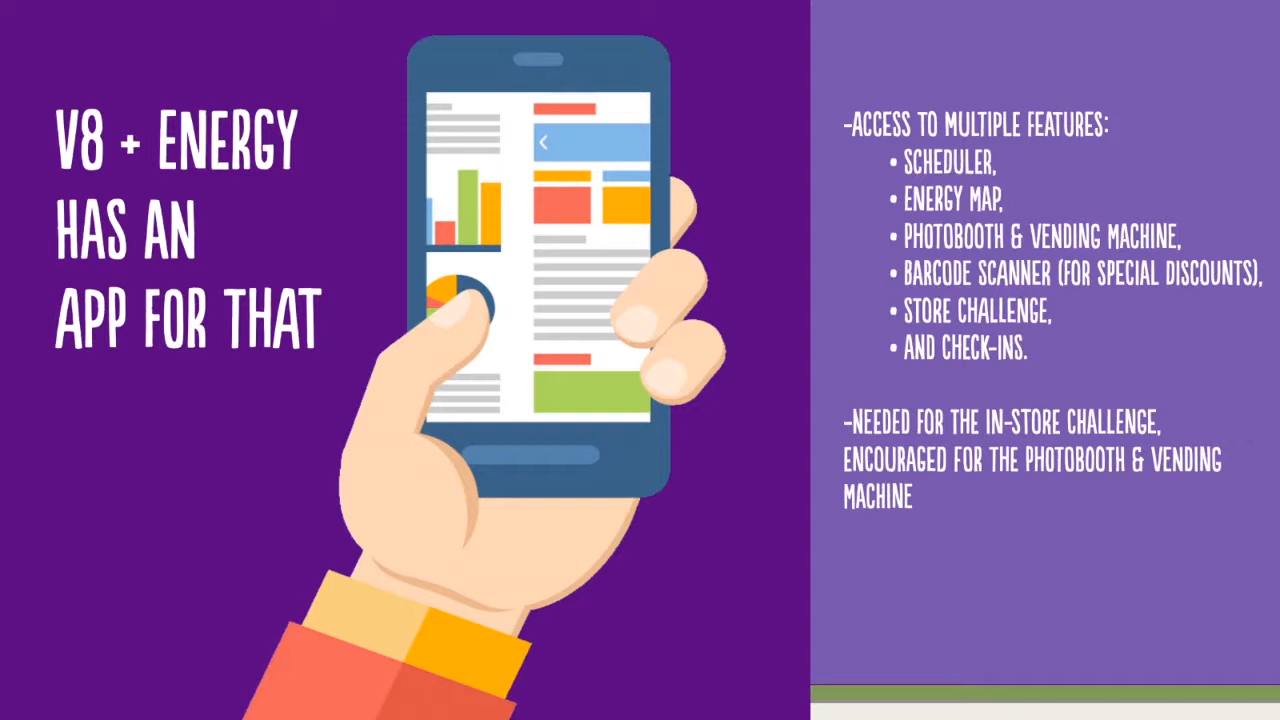 V8 + ENERGY
HAS AN
APP FOR THAT
-ACCESS TO MULTIPLE FEATURES:
• SCHEDULER,
• ENERGY MAP,
• PHOTOBOOTH & VENDING MACHINE,
• BARCODE SCANNER (FOR SPECIAL DISCOUNTS),
• STORE CHALLENGE,
• AND CHECK-INS.
-NEEDED FOR THE IN-STORE CHALLENGE,
ENCOURAGED FOR THE PHOTOBOOTH & VENDING
MACHINE